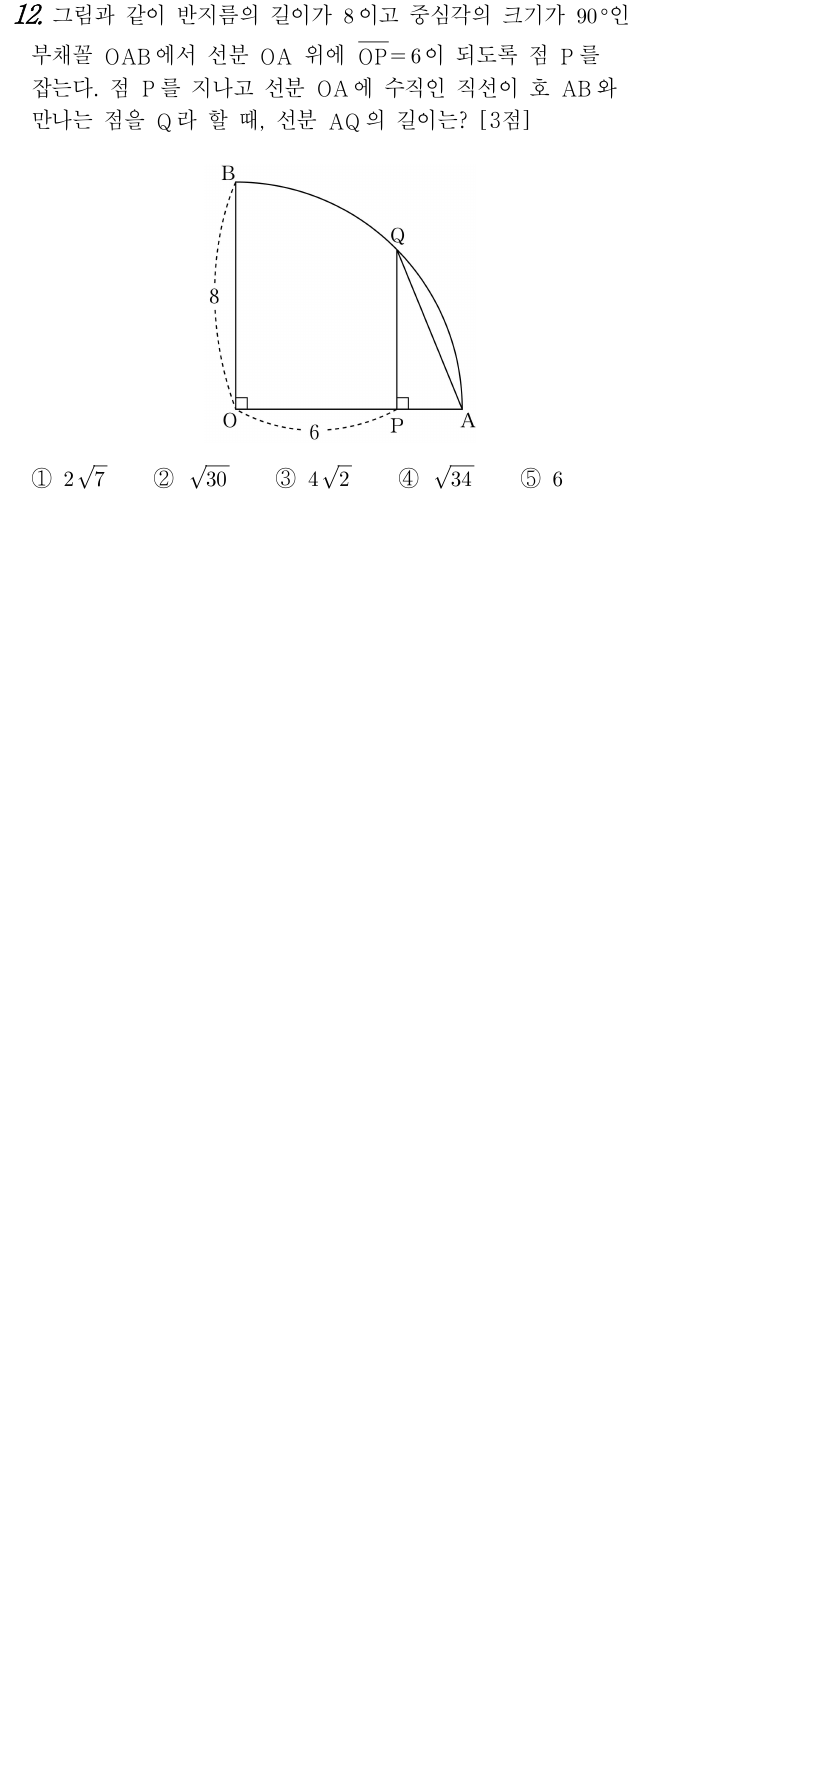 12. 그림과 같이 반지름의 길이가 8이고 중심각의 크기가 90°인
부채꼴 OAB에서 선분 OA 위에 $\overline{OP}=6$이 되도록 점 P를
잡는다. 점 P를 지나고 선분 OA에 수직인 직선이 호 AB와
만나는 점을 Q라 할 때, 선분 AQ의 길이는? [3점]
B
Q
8
O
6
P
A
① 2√7 ② √30 ③ 4√2 ④ √34 ⑤ 6